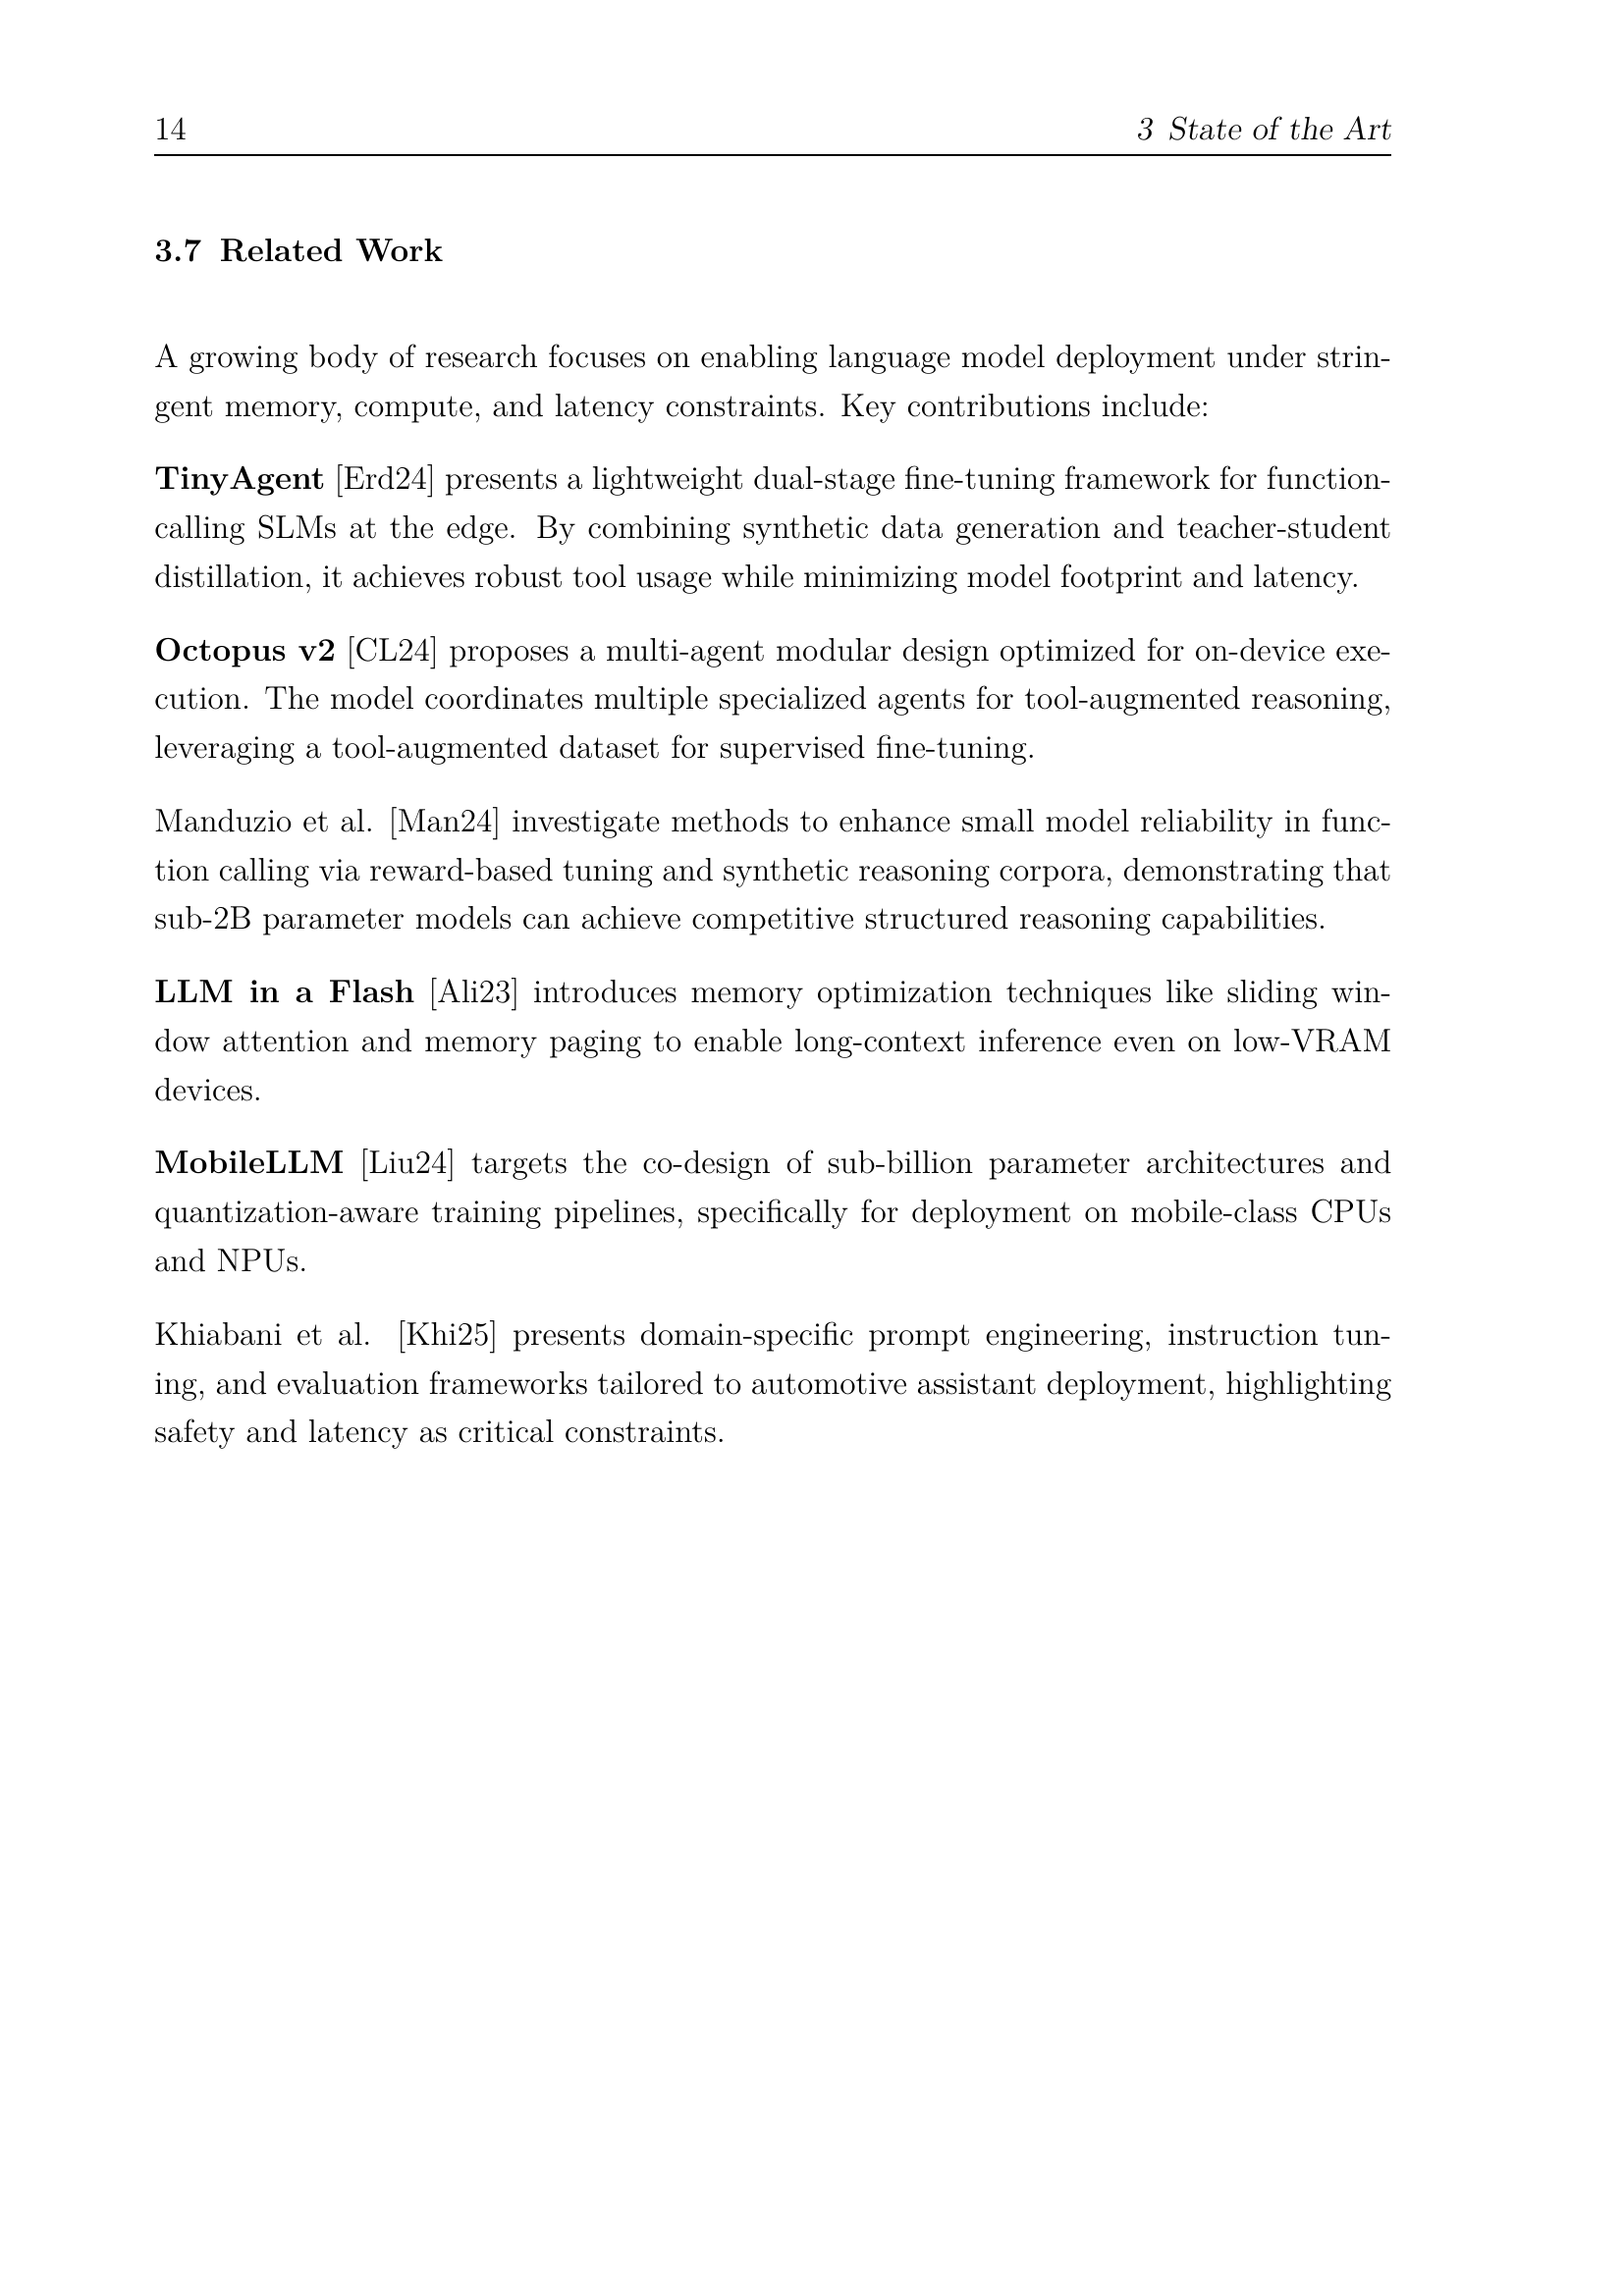 14 3 State of the Art
3.7 Related Work
A growing body of research focuses on enabling language model deployment under strin-
gent memory, compute, and latency constraints. Key contributions include:
TinyAgent [Erd24] presents a lightweight dual-stage fine-tuning framework for function-
calling SLMs at the edge. By combining synthetic data generation and teacher-student
distillation, it achieves robust tool usage while minimizing model footprint and latency.
Octopus v2 [CL24] proposes a multi-agent modular design optimized for on-device exe-
cution. The model coordinates multiple specialized agents for tool-augmented reasoning,
leveraging a tool-augmented dataset for supervised fine-tuning.
Manduzio et al. [Man24] investigate methods to enhance small model reliability in func-
tion calling via reward-based tuning and synthetic reasoning corpora, demonstrating that
sub-2B parameter models can achieve competitive structured reasoning capabilities.
LLM in a Flash [Ali23] introduces memory optimization techniques like sliding win-
dow attention and memory paging to enable long-context inference even on low-VRAM
devices.
MobileLLM [Liu24] targets the co-design of sub-billion parameter architectures and
quantization-aware training pipelines, specifically for deployment on mobile-class CPUs
and NPUs.
Khiabani et al. [Khi25] presents domain-specific prompt engineering, instruction tun-
ing, and evaluation frameworks tailored to automotive assistant deployment, highlighting
safety and latency as critical constraints.